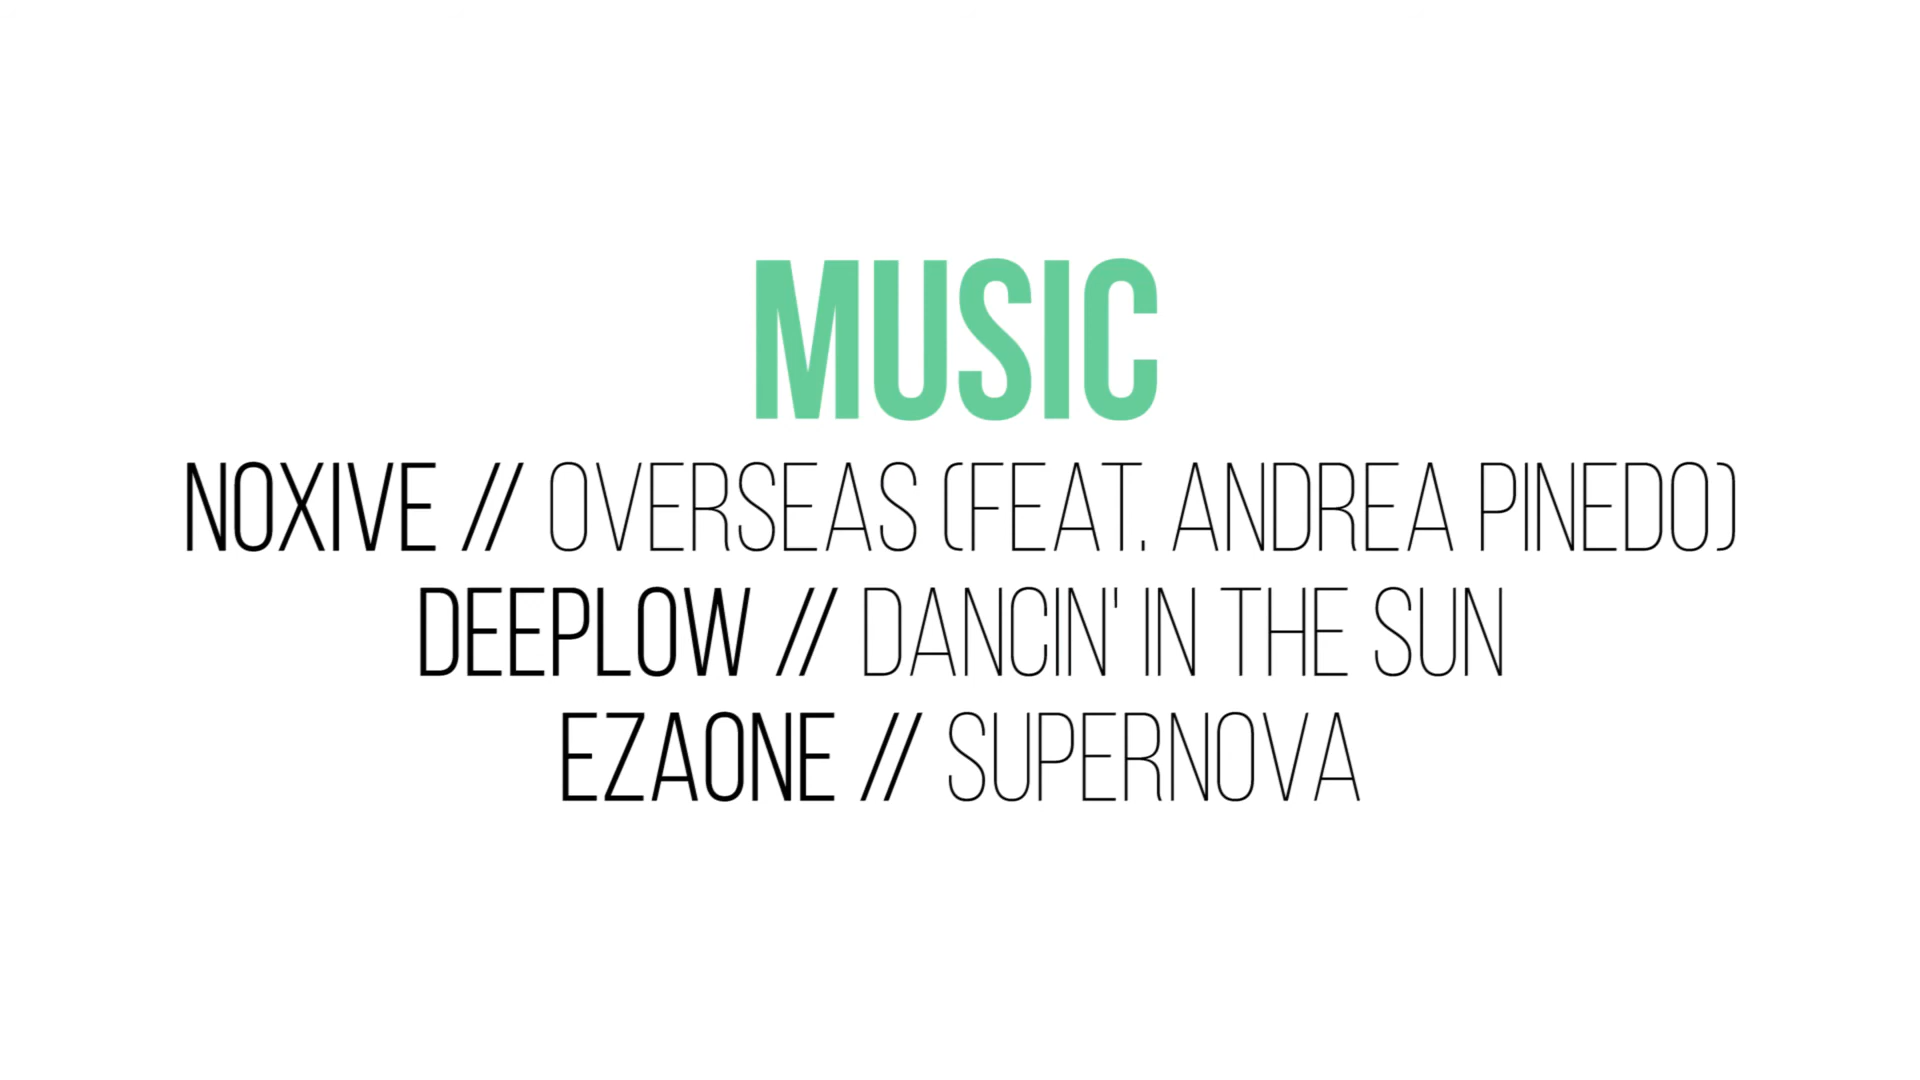 MUSIC
NOXIVE // OVERSEAS (FEAT. ANDREA PINEDO)
DEEPLOW // DANCIN' IN THE SUN
EZAONE // SUPERNOVA